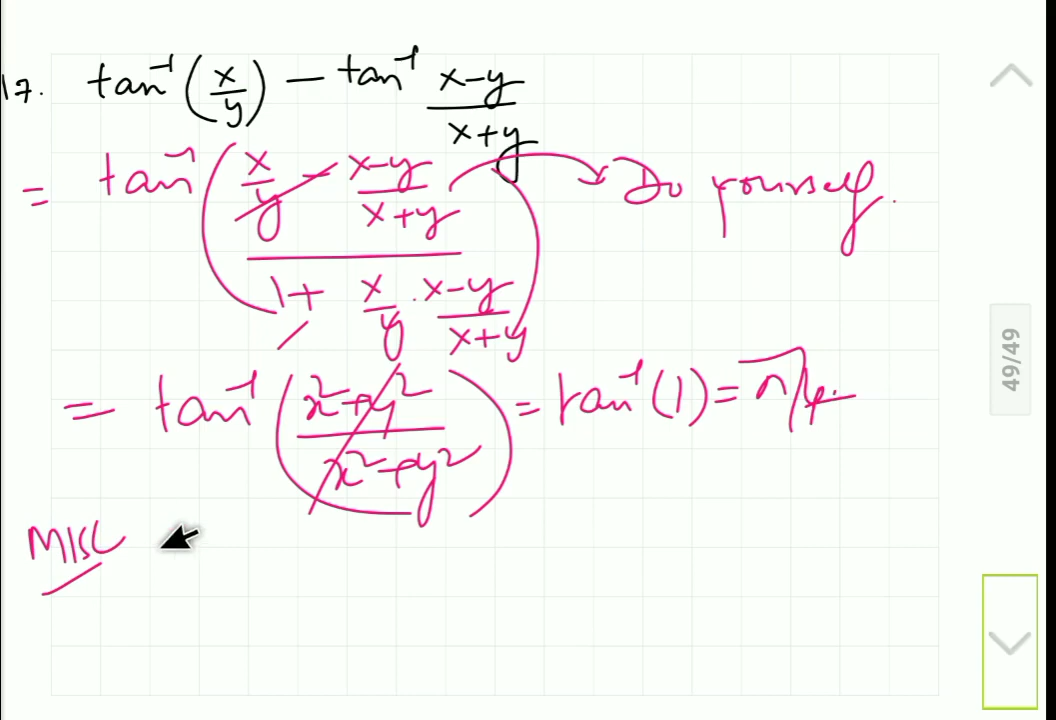 17. tan⁻¹ (x/y) − tan⁻¹ x−y/x+y
= tan⁻¹ (x/y − x−y/x+y / 1 + x/y . x−y/x+y) → Do yourself.
= tan⁻¹ (x²+y²/x²+y²) = tan⁻¹(1) = π/4.
MISC
49/49